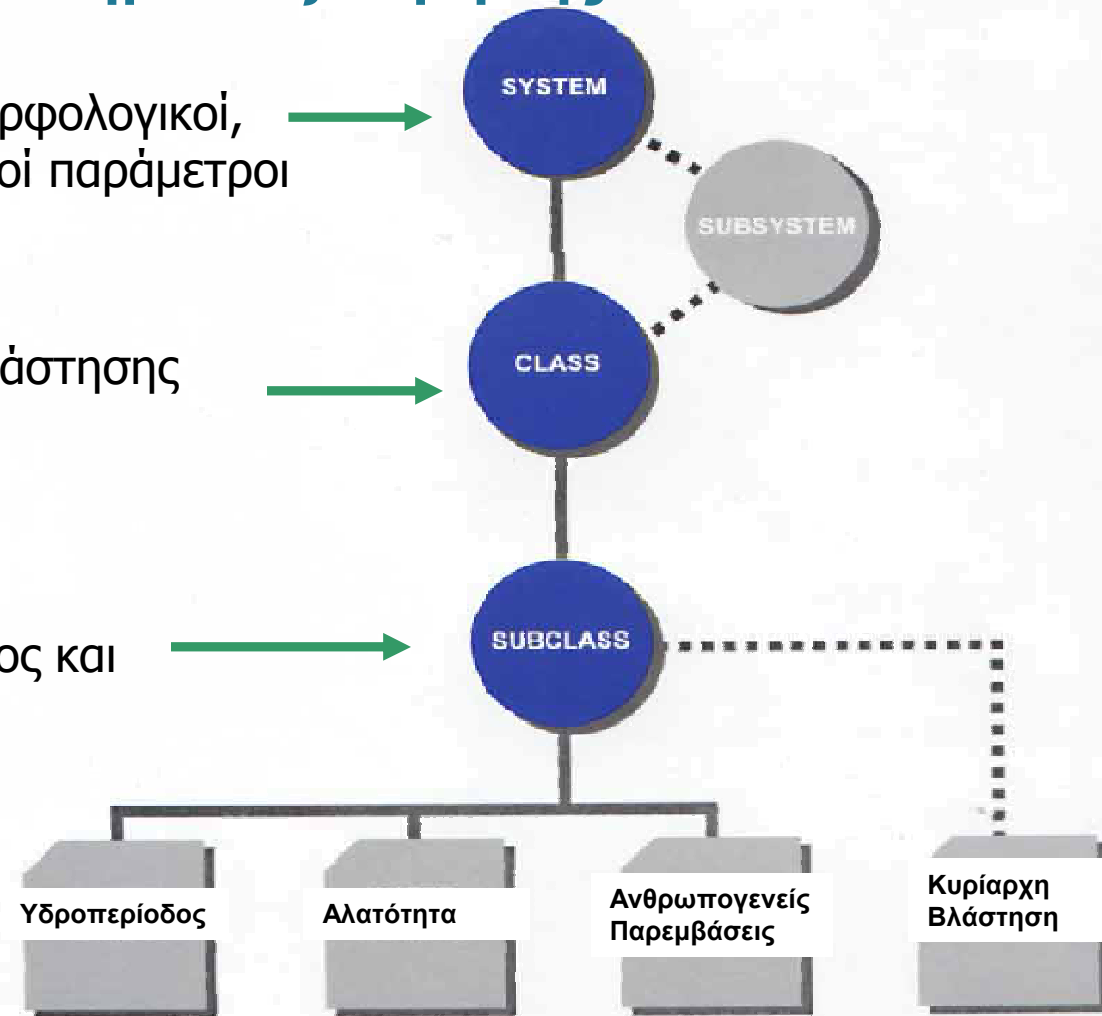 SYSTEM
ρφολογικοί,
οί παράμετροι
SUBSYSTEM
άστησης
CLASS
SUBCLASS
ος και
Υδροπερίοδος
Αλατότητα
Ανθρωπογενείς
Παρεμβάσεις
Κυρίαρχη
Βλάστηση